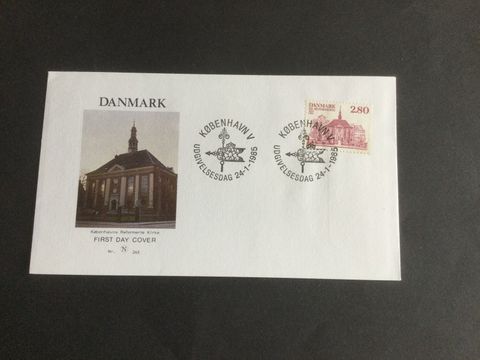 DANMARK
Københavns Reformerte Kirke
FIRST DAY COVER
Nr. N 265
KØBENHAVN V
UDGIVELSESDAG 24-1-1985
KØBENHAVN V
UDGIVELSESDAG 24-1-1985
DANMARK 2.80